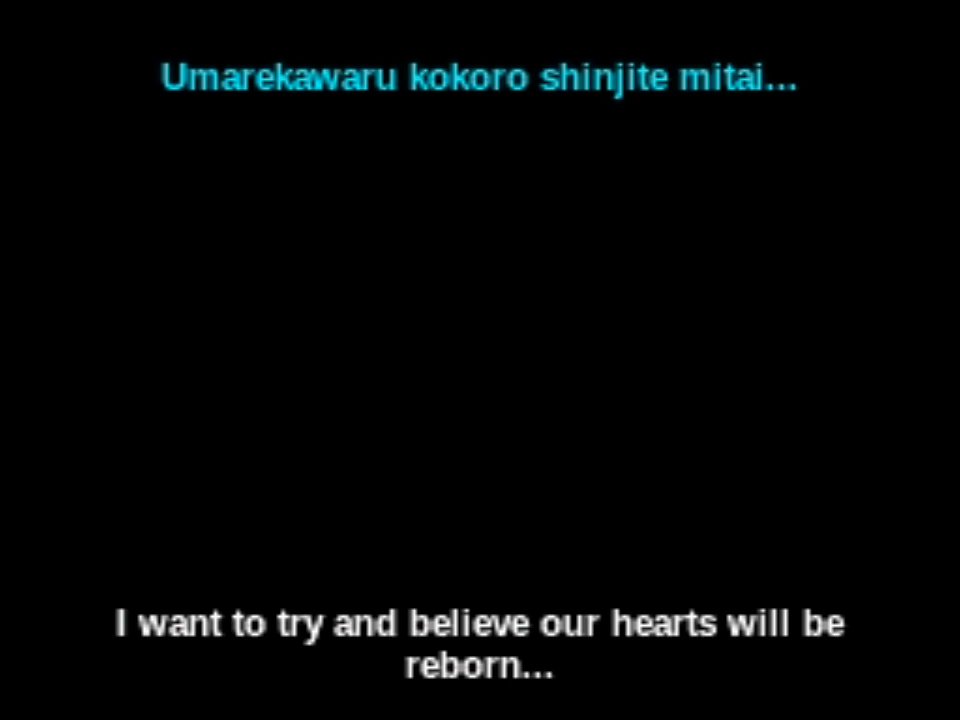 Umarekawaru kokoro shinjite mitai...
I want to try and believe our hearts will be
reborn...